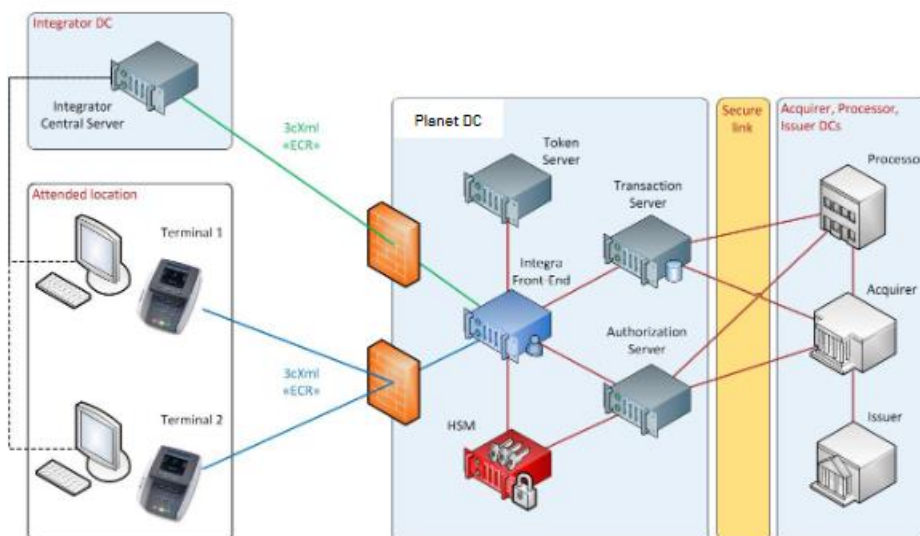 Integrator DC
Integrator
Central Server
3cXml
«ECR»
Attended location
Terminal 1
Terminal 2
3cXml
«ECR»
Planet DC
Token
Server
Transaction
Server
Integra
Front-End
Authorization
Server
HSM
Secure
link
Acquirer, Processor,
Issuer DCs
Processor
Acquirer
Issuer